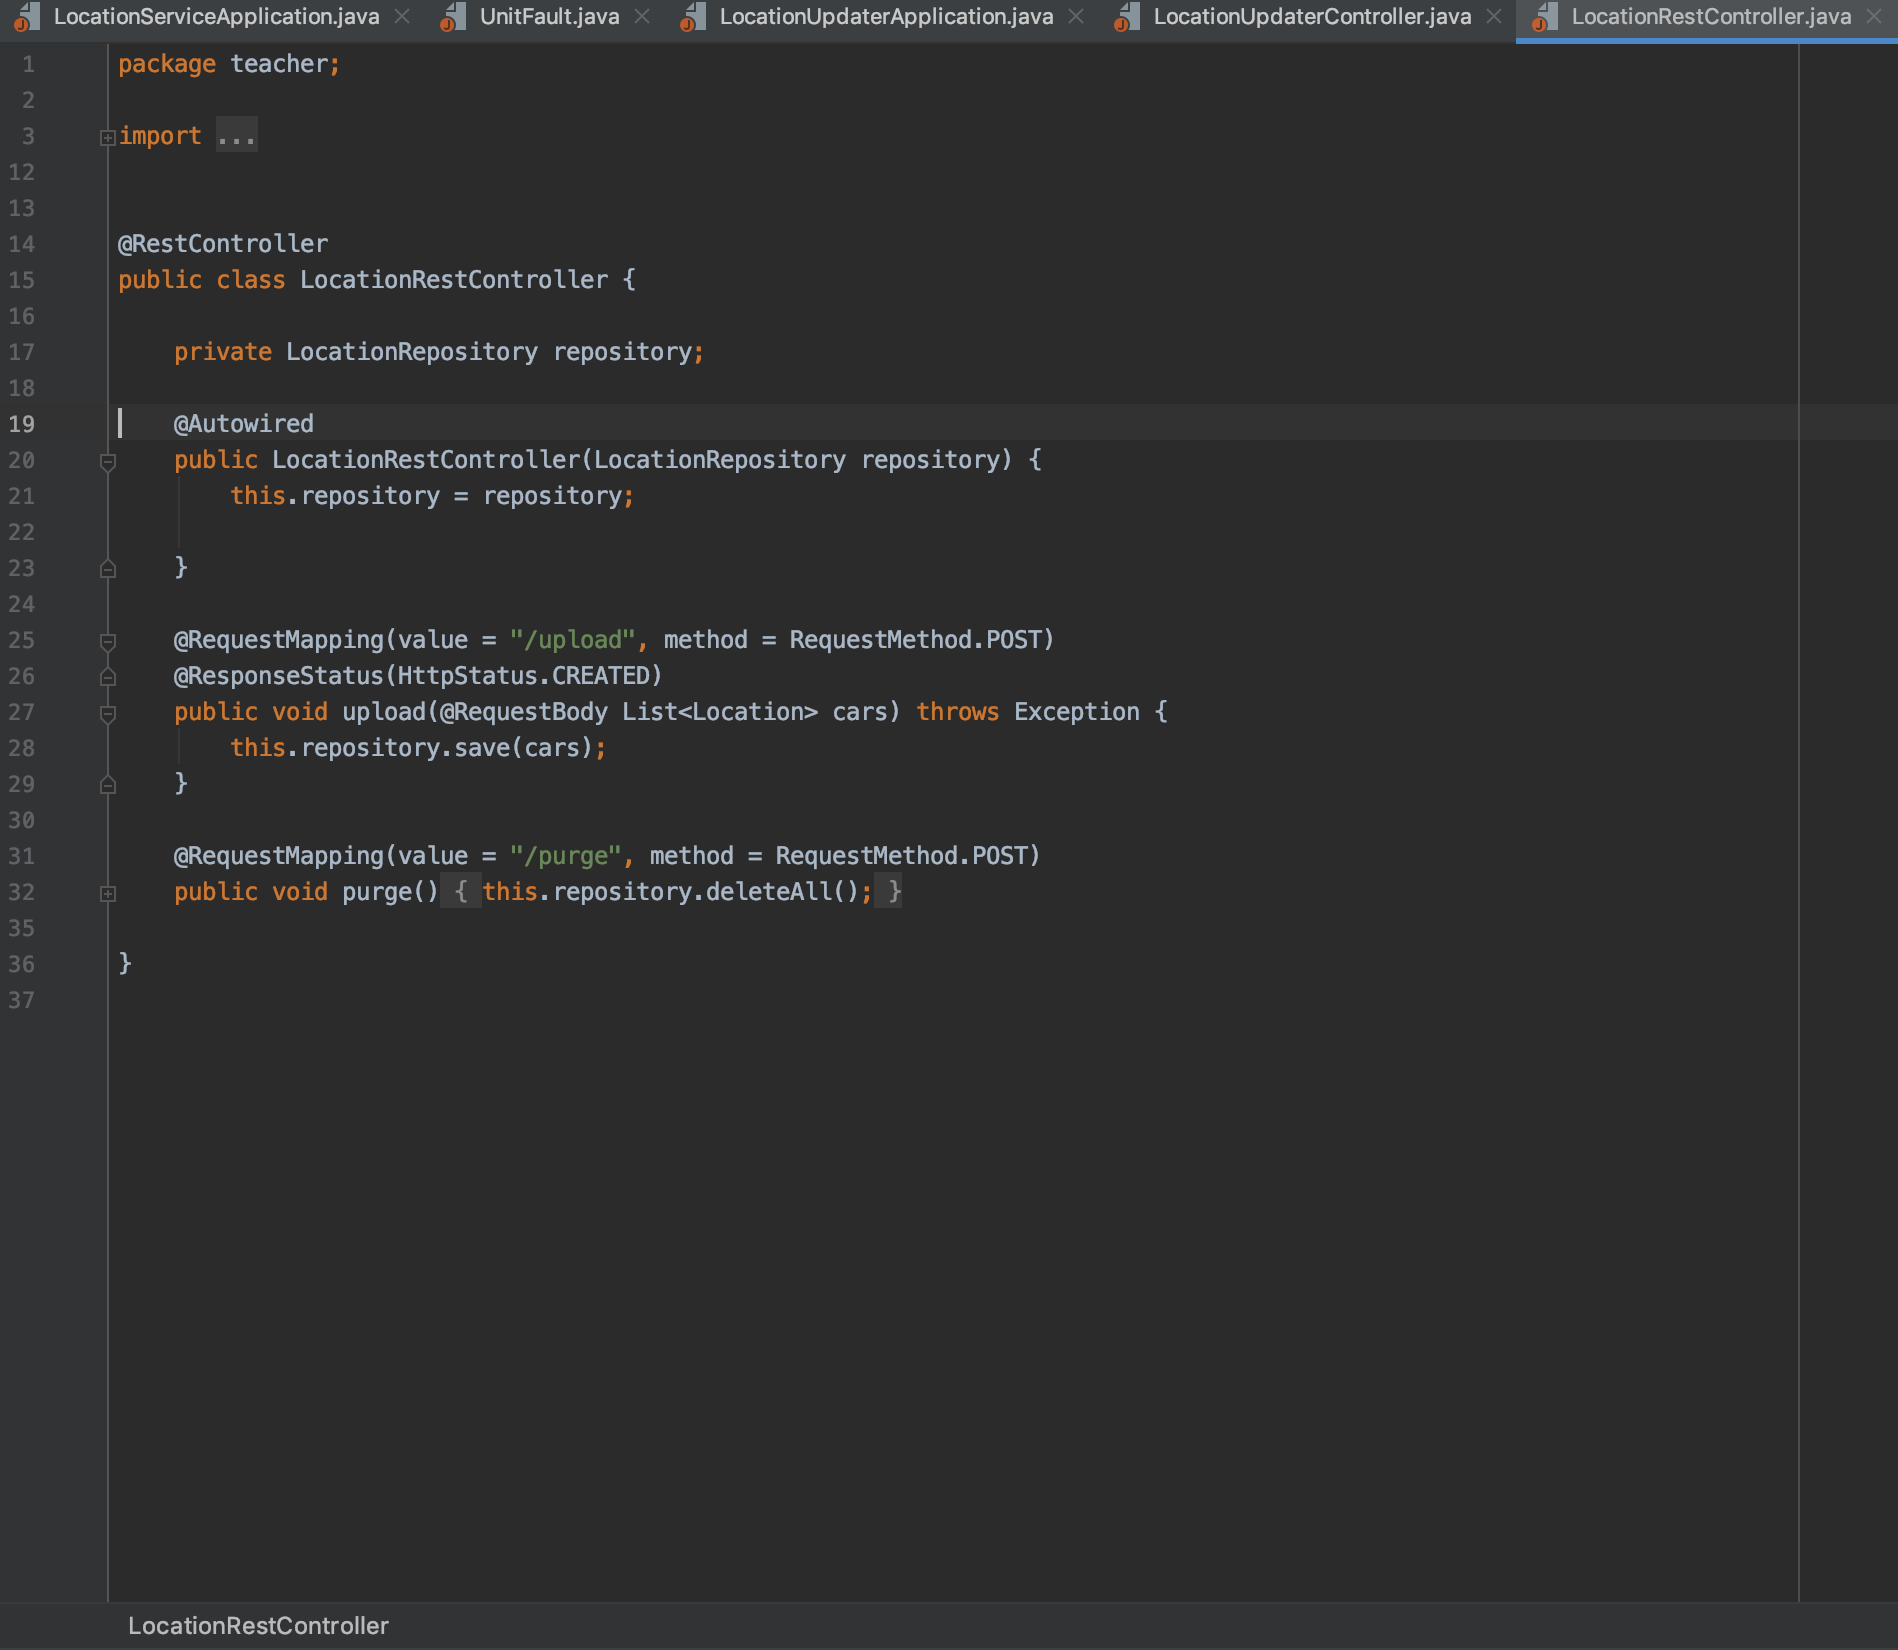 LocationServiceApplication.java UnitFault.java LocationUpdaterApplication.java LocationUpdaterController.java LocationRestController.java
1 package teacher;
2
3 import ...
12
13
14 @RestController
15 public class LocationRestController {
16
17 private LocationRepository repository;
18
19 @Autowired
20 public LocationRestController(LocationRepository repository) {
21 this.repository = repository;
22
23 }
24
25 @RequestMapping(value = "/upload", method = RequestMethod.POST)
26 @ResponseStatus(HttpStatus.CREATED)
27 public void upload(@RequestBody List<Location> cars) throws Exception {
28 this.repository.save(cars);
29 }
30
31 @RequestMapping(value = "/purge", method = RequestMethod.POST)
32 public void purge() { this.repository.deleteAll(); }
35
36 }
37
LocationRestController